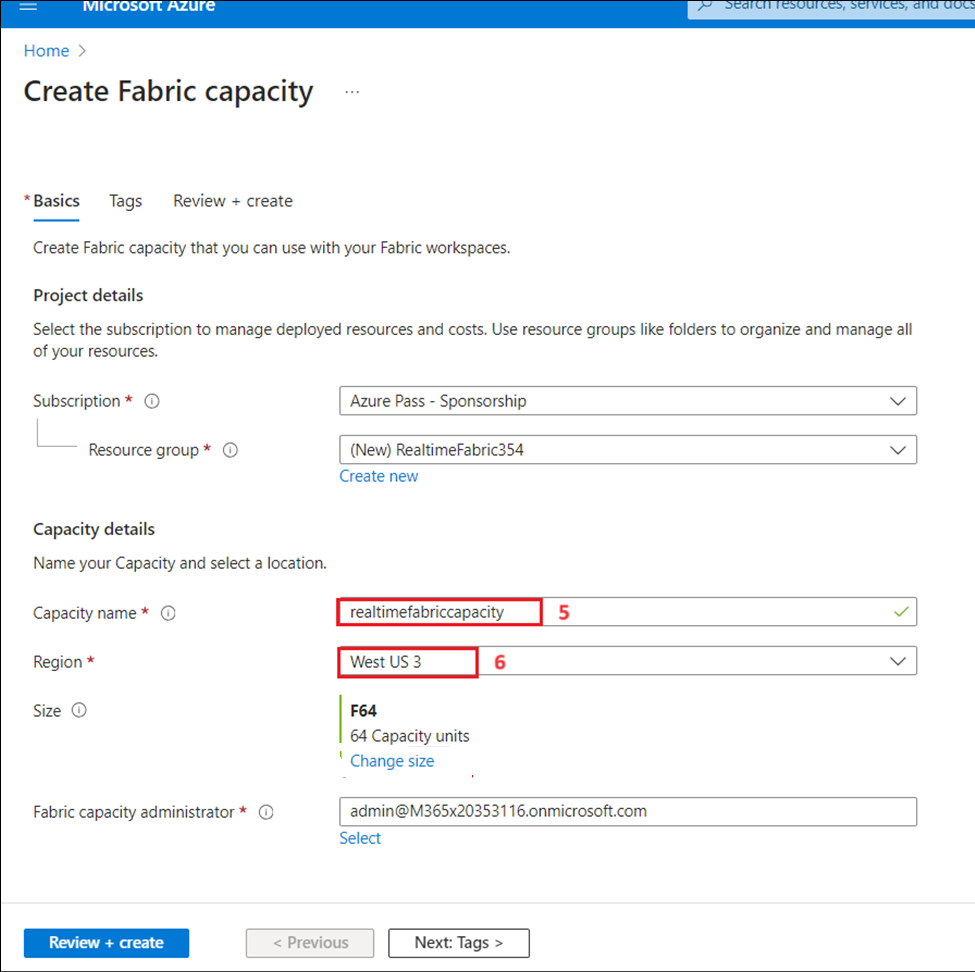 Microsoft Azure
Search resources, services, and docs
Home >
Create Fabric capacity ...
* Basics Tags Review + create
Create Fabric capacity that you can use with your Fabric workspaces.
Project details
Select the subscription to manage deployed resources and costs. Use resource groups like folders to organize and manage all
of your resources.
Subscription * Azure Pass - Sponsorship
Resource group * (New) RealtimeFabric354
Create new
Capacity details
Name your Capacity and select a location.
Capacity name * realtimefabriccapacity 5
Region * West US 3 6
Size F64
64 Capacity units
Change size
Fabric capacity administrator * admin@M365x20353116.onmicrosoft.com
Select
Review + create < Previous Next: Tags >